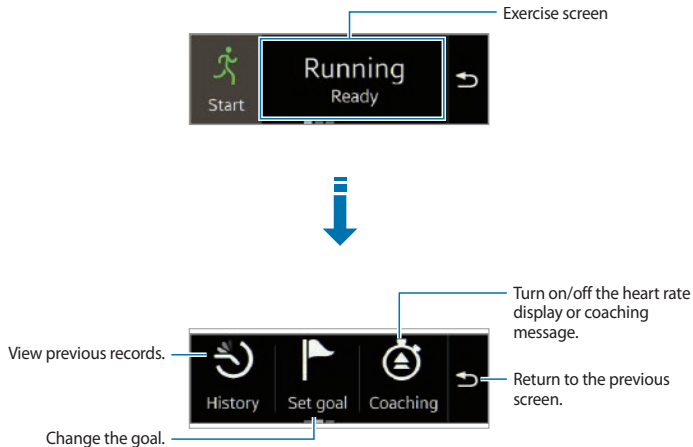 Exercise screen
Running
Ready
Start
Turn on/off the heart rate
display or coaching
message.
View previous records.
Return to the previous
screen.
History
Set goal
Coaching
Change the goal.